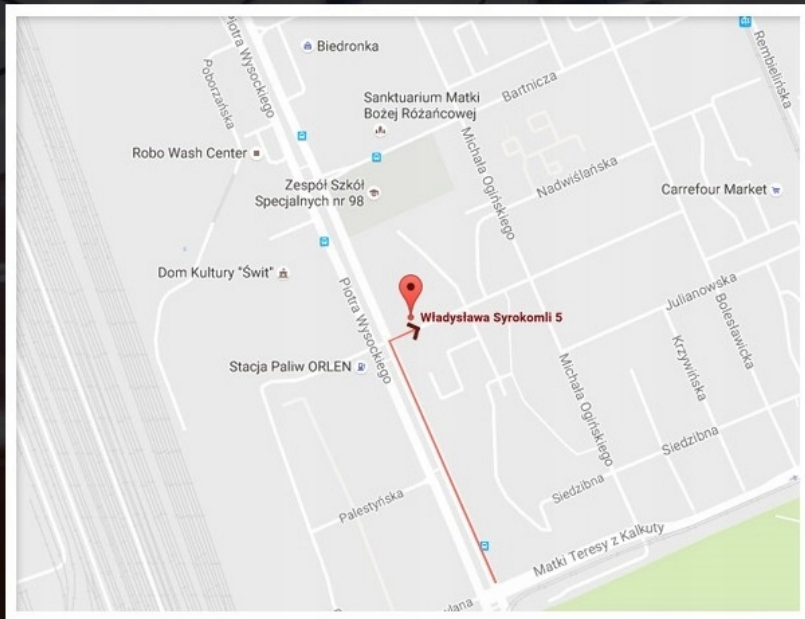 Piotra Wysockiego
Biedronka
Rembielińska
Poborzańska
Bartnicza
Sanktuarium Matki
Bożej Różańcowej
Robo Wash Center
Michała Ogińskiego
Nadwiślańska
Zespół Szkół
Specjalnych nr 98
Carrefour Market
Dom Kultury "Świt"
Piotra Wysockiego
Julianowska
Władysława Syrokomli 5
Bolesławicka
Krzywińska
Stacja Paliw ORLEN
Michała Ogińskiego
Siedzibna
Siedzibna
Palestyńska
Matki Teresy z Kalkuty